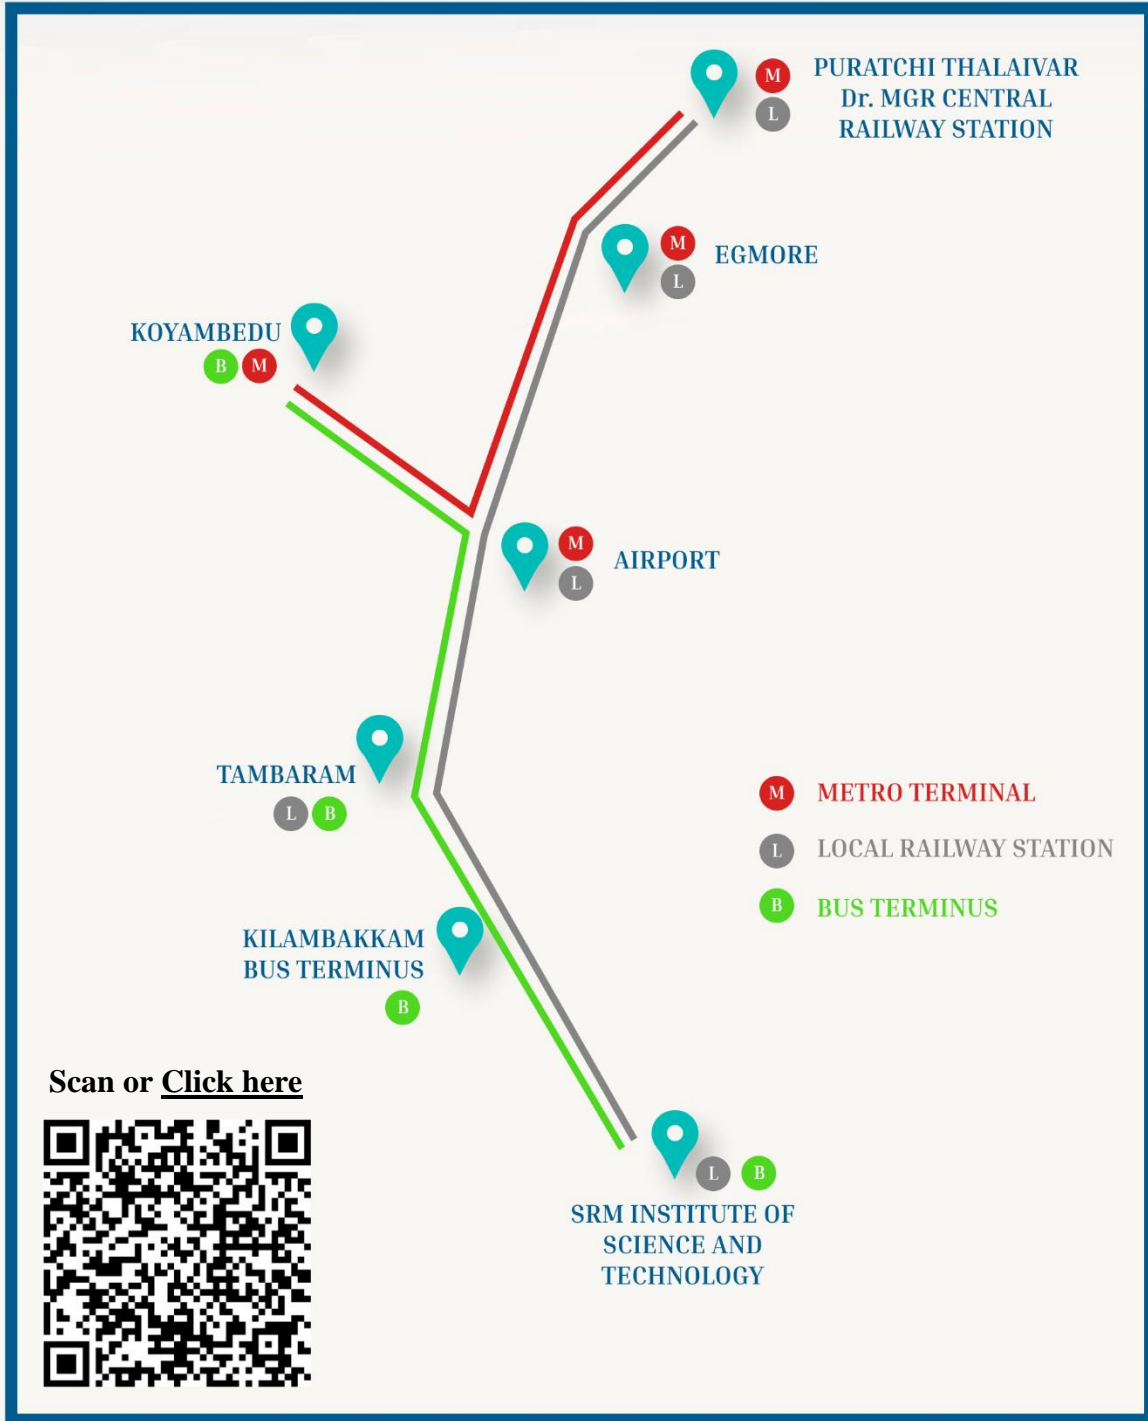 M
PURATCHI THALAIVAR
L
Dr. MGR CENTRAL
RAILWAY STATION
M
EGMORE
L
KOYAMBEDU
B M
M
AIRPORT
L
TAMBARAM
L B
M METRO TERMINAL
L LOCAL RAILWAY STATION
B BUS TERMINUS
KILAMBAKKAM
BUS TERMINUS
B
Scan or Click here
L B
SRM INSTITUTE OF
SCIENCE AND
TECHNOLOGY